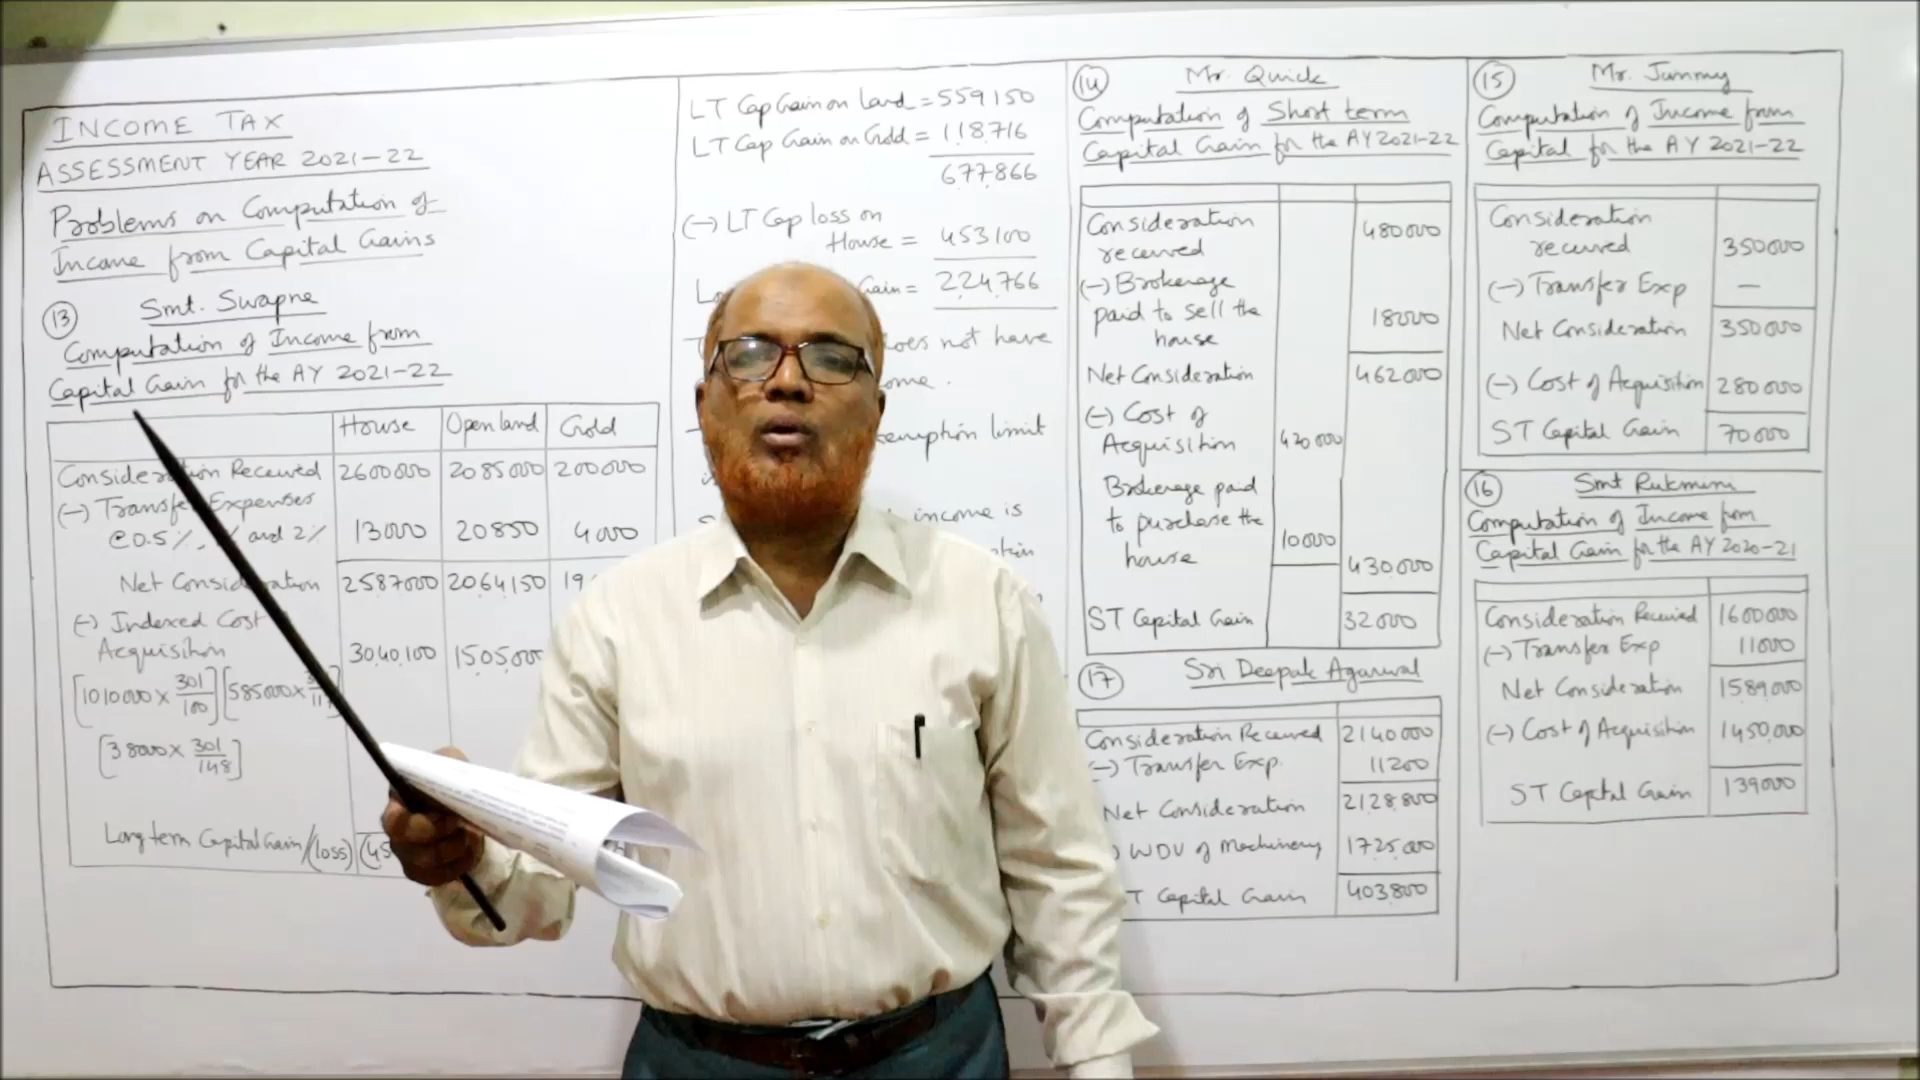 INCOME TAX
ASSESSMENT YEAR 2021-22
Problems on Computation of
Income from Capital Gains
13 Smt. Swapna
Computation of Income from
Capital Gain for the AY 2021-22
House Open land Gold
Consideration Received 2600000 2085000 200000
(-) Transfer Expenses
@0.5%, and 2% 13000 20850 4000
Net Consideration 2587000 2064150
(-) Indexed Cost
Acquisition 3040100 1505000
[1010000 × 301/100] [585000 ×
[38000 × 301/148]
Long term Capital Gain/(loss)
LT Cap Gain on Land = 559150
LT Cap Gain on Gold = 118716
677866
(-) LT Cap loss on
House = 453100
Gain = 224766
does not have
exemption limit
income is
14 Mr. Quick
Computation of Short term
Capital Gain for the AY 2021-22
Consideration
received 480000
(-) Brokerage
paid to sell the
house 18000
Net Consideration 462000
(-) Cost of
Acquisition 420000
Brokerage paid
to purchase the
house 10000
430000
ST Capital Gain 32000
17 Sri Deepak Agarwal
Consideration Received 2140000
(-) Transfer Exp. 11200
Net Consideration 2128800
WDV of Machinery 1725000
T Capital Gain 403800
15 Mr. Jummy
Computation of Income from
Capital for the AY 2021-22
Consideration
received 350000
(-) Transfer Exp —
Net Consideration 350000
(-) Cost of Acquisition 280000
ST Capital Gain 70000
16 Smt Rukmini
Computation of Income from
Capital Gain for the AY 2020-21
Consideration Received 1600000
(-) Transfer Exp 11000
Net Consideration 1589000
(-) Cost of Acquisition 1450,000
ST Capital Gain 139000